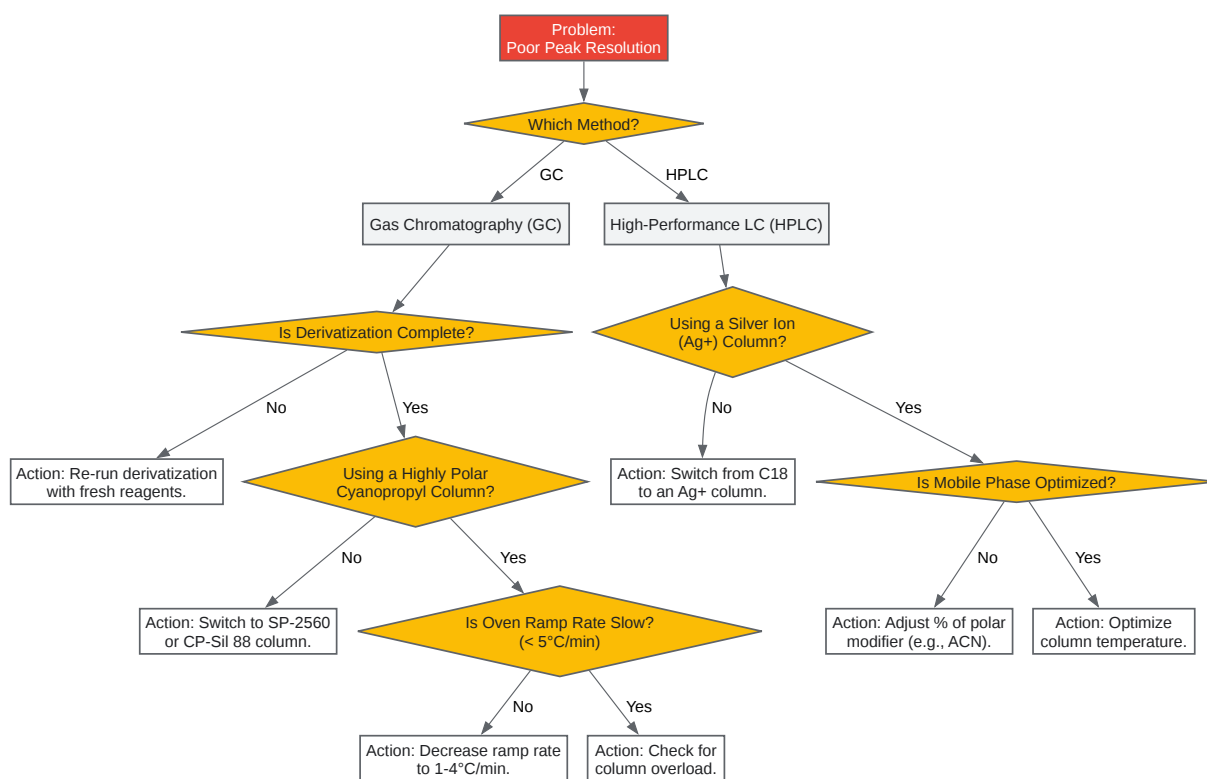 Problem:
Poor Peak Resolution
Which Method?
GC
HPLC
Gas Chromatography (GC)
High-Performance LC (HPLC)
Is Derivatization Complete?
Using a Silver Ion
(Ag+) Column?
No
Yes
No
Yes
Action: Re-run derivatization
with fresh reagents.
Using a Highly Polar
Cyanopropyl Column?
Action: Switch from C18
to an Ag+ column.
Is Mobile Phase Optimized?
No
Yes
No
Yes
Action: Switch to SP-2560
or CP-Sil 88 column.
Is Oven Ramp Rate Slow?
(< 5°C/min)
Action: Adjust % of polar
modifier (e.g., ACN).
Action: Optimize
column temperature.
No
Yes
Action: Decrease ramp rate
to 1-4°C/min.
Action: Check for
column overload.